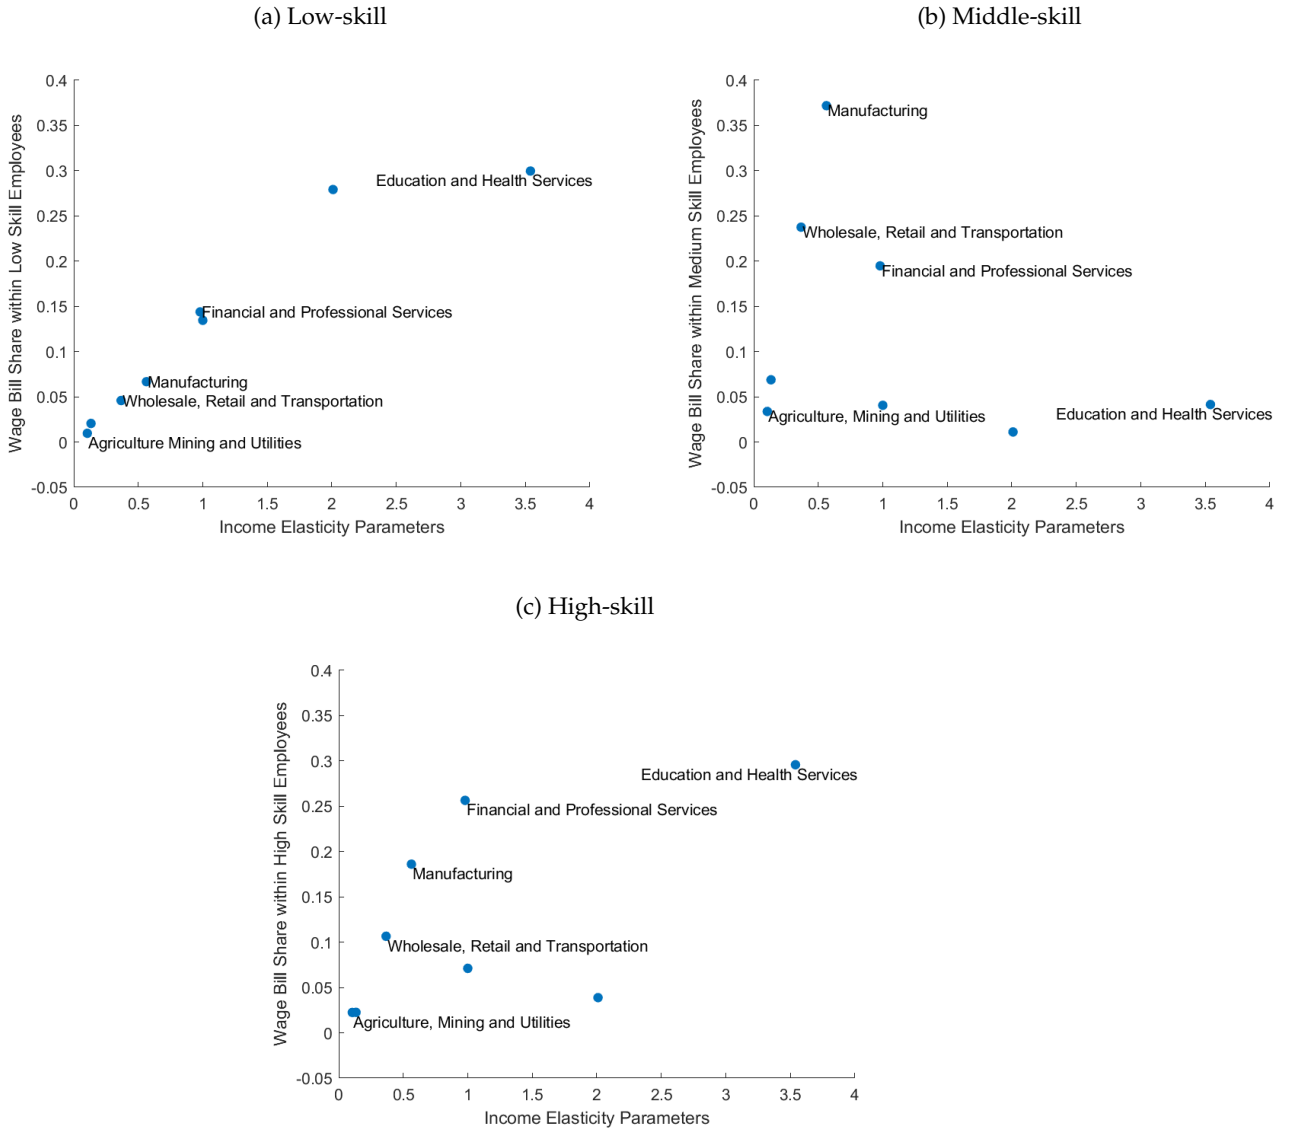 (a) Low-skill
0.4
0.35
0.3
0.25
0.2
0.15
0.1
0.05
0
-0.05
Wage Bill Share within Low Skill Employees
Education and Health Services
Financial and Professional Services
Manufacturing
Wholesale, Retail and Transportation
Agriculture Mining and Utilities
0 0.5 1 1.5 2 2.5 3 3.5 4
Income Elasticity Parameters
(b) Middle-skill
0.4
0.35
0.3
0.25
0.2
0.15
0.1
0.05
0
-0.05
Wage Bill Share within Medium Skill Employees
Manufacturing
Wholesale, Retail and Transportation
Financial and Professional Services
Agriculture, Mining and Utilities
Education and Health Services
0 0.5 1 1.5 2 2.5 3 3.5 4
Income Elasticity Parameters
(c) High-skill
0.4
0.35
0.3
0.25
0.2
0.15
0.1
0.05
0
-0.05
Wage Bill Share within High Skill Employees
Education and Health Services
Financial and Professional Services
Manufacturing
Wholesale, Retail and Transportation
Agriculture, Mining and Utilities
0 0.5 1 1.5 2 2.5 3 3.5 4
Income Elasticity Parameters